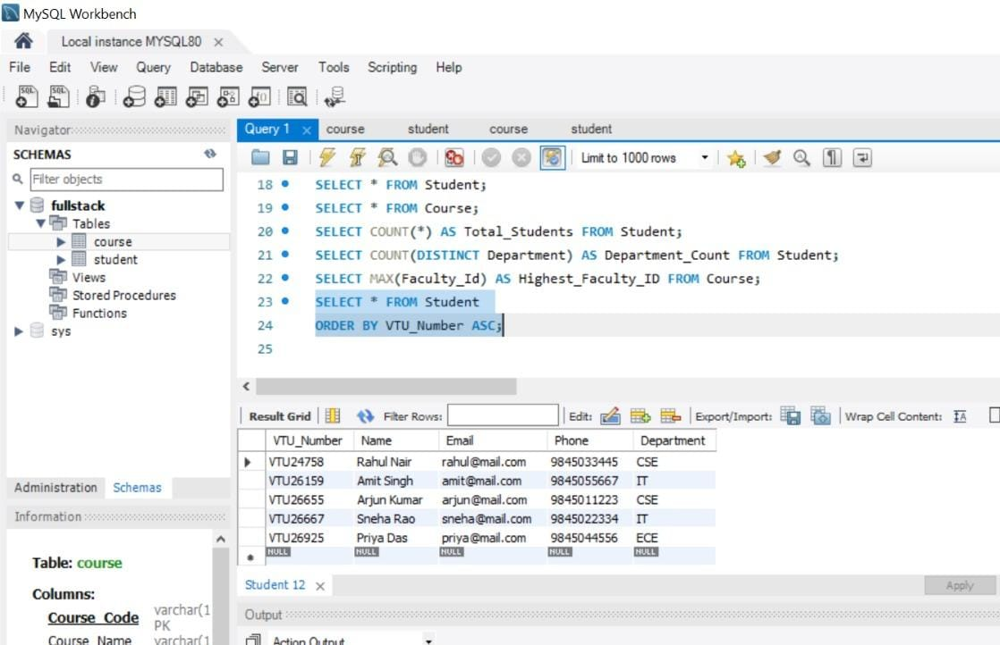 MySQL Workbench
Local instance MYSQL80
File Edit View Query Database Server Tools Scripting Help
Navigator
SCHEMAS
Filter objects
fullstack
Tables
course
student
Views
Stored Procedures
Functions
sys
Administration Schemas
Information
Table: course
Columns:
Course_Code varchar(1
PK
Course_Name varchar(1
Query 1 course student course student
Limit to 1000 rows
18 SELECT * FROM Student;
19 SELECT * FROM Course;
20 SELECT COUNT(*) AS Total_Students FROM Student;
21 SELECT COUNT(DISTINCT Department) AS Department_Count FROM Student;
22 SELECT MAX(Faculty_Id) AS Highest_Faculty_ID FROM Course;
23 SELECT * FROM Student
24 ORDER BY VTU_Number ASC;
25
Result Grid Filter Rows: Edit: Export/Import: Wrap Cell Content:
VTU_Number Name Email Phone Department
VTU24758 Rahul Nair rahul@mail.com 9845033445 CSE
VTU26159 Amit Singh amit@mail.com 9845055667 IT
VTU26655 Arjun Kumar arjun@mail.com 9845011223 CSE
VTU26667 Sneha Rao sneha@mail.com 9845022334 IT
VTU26925 Priya Das priya@mail.com 9845044556 ECE
NULL NULL NULL NULL NULL
Student 12 Apply
Output
Action Output